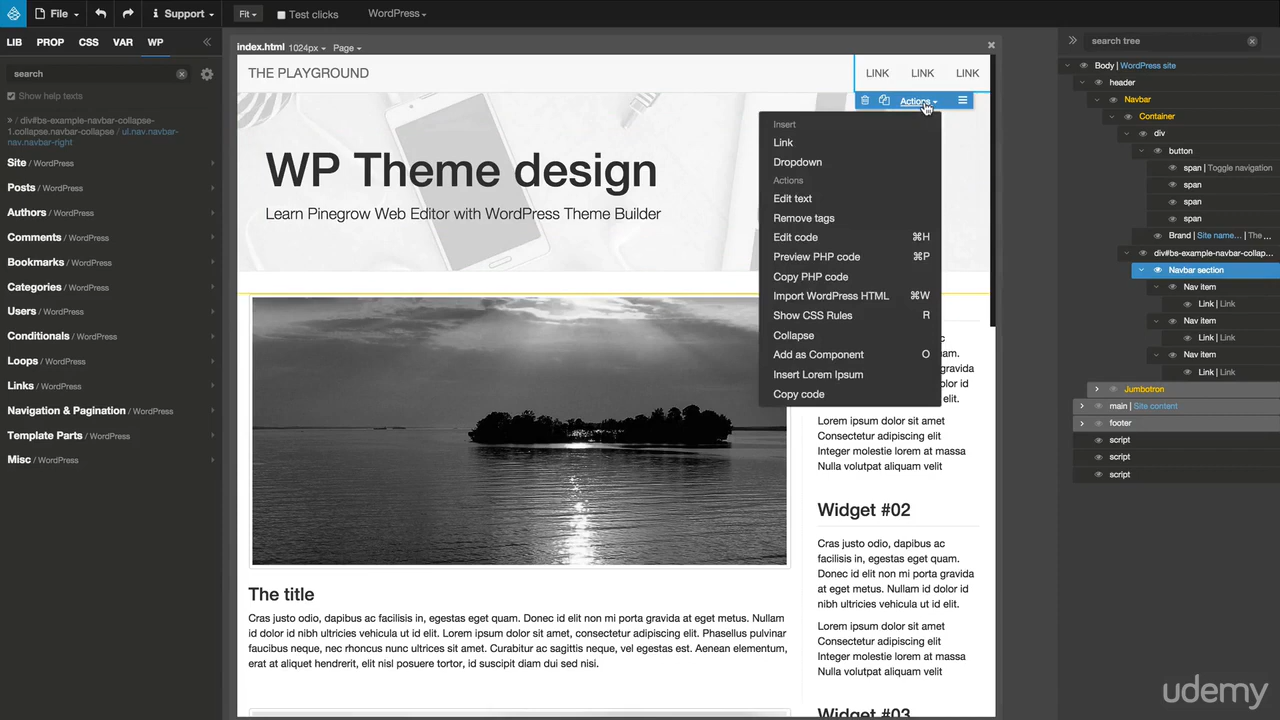 File
Support
Fit
Test clicks
WordPress
LIB PROP CSS VAR WP
search
Show help texts
div#bs-example-navbar-collapse-
1.collapse.navbar-collapse / ul.nav.navbar-
nav.navbar-right
Site / WordPress
Posts / WordPress
Authors / WordPress
Comments / WordPress
Bookmarks / WordPress
Categories / WordPress
Users / WordPress
Conditionals / WordPress
Loops / WordPress
Links / WordPress
Navigation & Pagination / WordPress
Template Parts / WordPress
Misc / WordPress
index.html 1024px Page
THE PLAYGROUND
LINK LINK LINK
Actions
WP Theme design
Learn Pinegrow Web Editor with WordPress Theme Builder
Insert
Link
Dropdown
Actions
Edit text
Remove tags
Edit code ⌘H
Preview PHP code ⌘P
Copy PHP code
Import WordPress HTML ⌘W
Show CSS Rules R
Collapse
Add as Component O
Insert Lorem Ipsum
Copy code
The title
Cras justo odio, dapibus ac facilisis in, egestas eget quam. Donec id elit non mi porta gravida at eget metus. Nullam
id dolor id nibh ultricies vehicula ut id elit. Lorem ipsum dolor sit amet, consectetur adipiscing elit. Phasellus pulvinar
faucibus neque, nec rhoncus nunc ultrices sit amet. Curabitur ac sagittis neque, vel egestas est. Aenean elementum,
erat at aliquet hendrerit, elit nisl posuere tortor, id suscipit diam dui sed nisi.
c
am.
gravida
dolor id
s elit.
Lorem ipsum dolor sit amet
Consectetur adipiscing elit
Integer molestie lorem at massa
Nulla volutpat aliquam velit
Widget #02
Cras justo odio, dapibus ac
facilisis in, egestas eget quam.
Donec id elit non mi porta gravida
at eget metus. Nullam id dolor id
nibh ultricies vehicula ut id elit.
Lorem ipsum dolor sit amet
Consectetur adipiscing elit
Integer molestie lorem at massa
Nulla volutpat aliquam velit
Widget #03
search tree
Body | WordPress site
header
Navbar
Container
div
button
span | Toggle navigation
span
span
span
Brand | Site name... | The ...
div#bs-example-navbar-collap...
Navbar section
Nav item
Link | Link
Nav item
Link | Link
Nav item
Link | Link
Jumbotron
main | Site content
footer
script
script
script
udemy